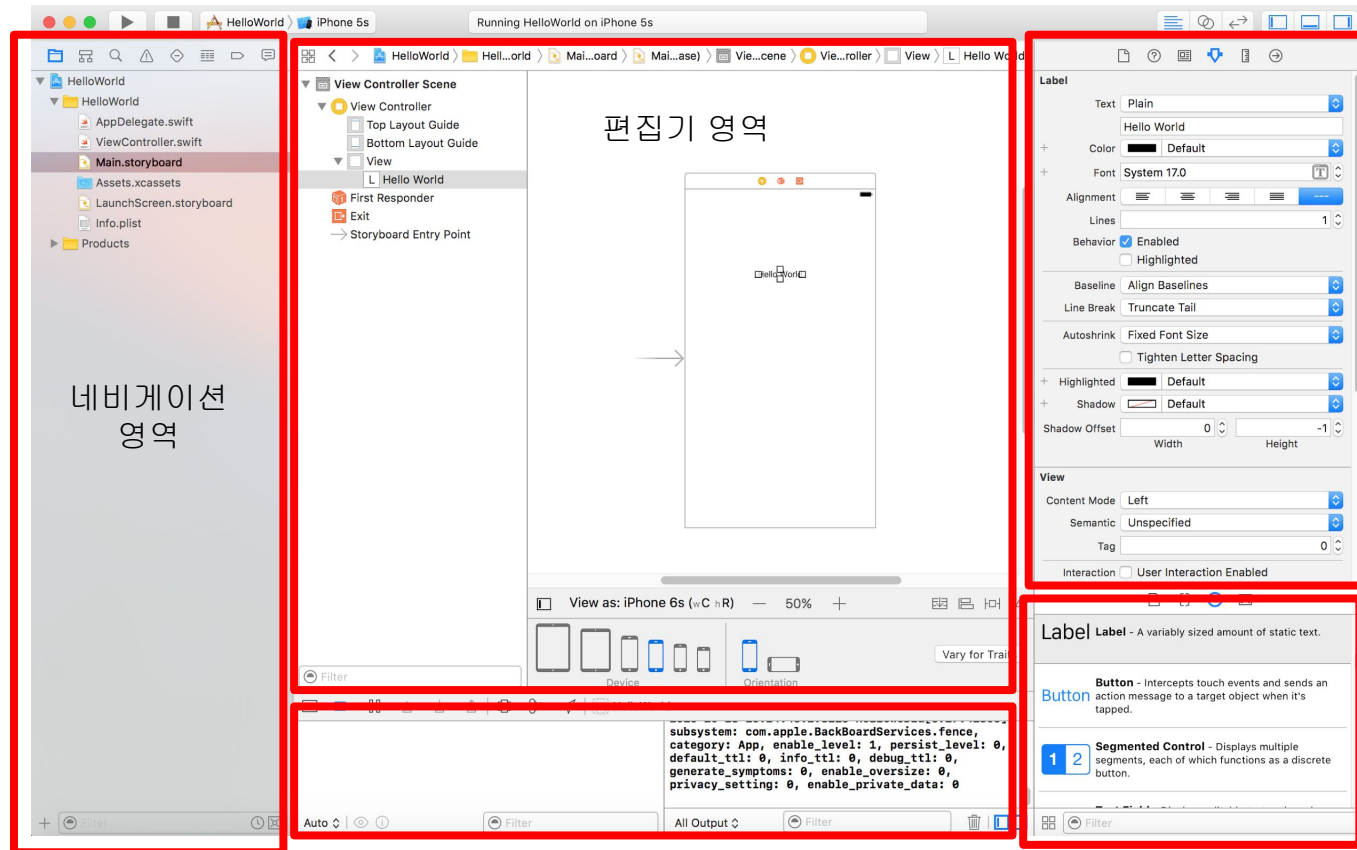 HelloWorld
iPhone 5s
Running HelloWorld on iPhone 5s
HelloWorld
HelloWorld
AppDelegate.swift
ViewController.swift
Main.storyboard
Assets.xcassets
LaunchScreen.storyboard
Info.plist
Products
네비게이션
영역
Filter
HelloWorld
Hell...orld
Mai...oard
Mai...ase)
Vie...cene
Vie...roller
View
L Hello World
View Controller Scene
View Controller
Top Layout Guide
Bottom Layout Guide
View
L Hello World
First Responder
Exit
Storyboard Entry Point
Filter
편집기 영역
Hello World
View as: iPhone 6s (wC hR)
50%
Device
Orientation
Vary for Trait
Auto
Filter
subsystem: com.apple.BackBoardServices.fence,
category: App, enable_level: 1, persist_level: 0,
default_ttl: 0, info_ttl: 0, debug_ttl: 0,
generate_symptoms: 0, enable_oversize: 0,
privacy_setting: 0, enable_private_data: 0
All Output
Filter
Label
Text Plain
Hello World
Color Default
Font System 17.0
Alignment
Lines 1
Behavior Enabled
Highlighted
Baseline Align Baselines
Line Break Truncate Tail
Autoshrink Fixed Font Size
Tighten Letter Spacing
Highlighted Default
Shadow Default
Shadow Offset 0 -1
Width Height
View
Content Mode Left
Semantic Unspecified
Tag 0
Interaction User Interaction Enabled
Label Label - A variably sized amount of static text.
Button Button - Intercepts touch events and sends an
action message to a target object when it's
tapped.
1 2 Segmented Control - Displays multiple
segments, each of which functions as a discrete
button.
Filter